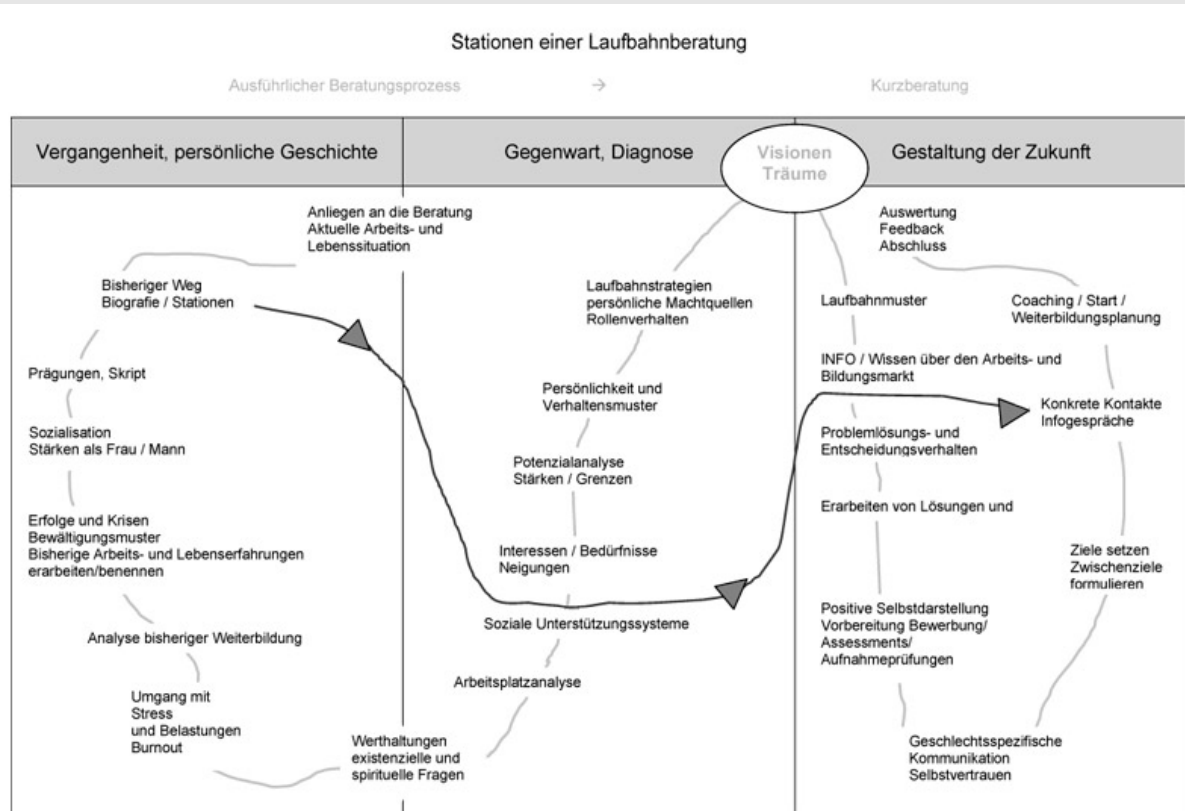 Stationen einer Laufbahnberatung
Ausführlicher Beratungsprozess → Kurzberatung
Vergangenheit, persönliche Geschichte
Gegenwart, Diagnose
Visionen
Träume
Gestaltung der Zukunft
Anliegen an die Beratung
Aktuelle Arbeits- und
Lebenssituation
Bisheriger Weg
Biografie / Stationen
Prägungen, Skript
Sozialisation
Stärken als Frau / Mann
Erfolge und Krisen
Bewältigungsmuster
Bisherige Arbeits- und Lebenserfahrungen
erarbeiten/benennen
Analyse bisheriger Weiterbildung
Umgang mit
Stress
und Belastungen
Burnout
Werthaltungen
existenzielle und
spirituelle Fragen
Arbeitsplatzanalyse
Soziale Unterstützungssysteme
Interessen / Bedürfnisse
Neigungen
Potenzialanalyse
Stärken / Grenzen
Persönlichkeit und
Verhaltensmuster
Laufbahnstrategien
persönliche Machtquellen
Rollenverhalten
Laufbahnmuster
INFO / Wissen über den Arbeits- und
Bildungsmarkt
Problemlösungs- und
Entscheidungsverhalten
Erarbeiten von Lösungen und
Positive Selbstdarstellung
Vorbereitung Bewerbung/
Assessments/
Aufnahmeprüfungen
Geschlechtsspezifische
Kommunikation
Selbstvertrauen
Ziele setzen
Zwischenziele
formulieren
Konkrete Kontakte
Infogespräche
Coaching / Start /
Weiterbildungsplanung
Auswertung
Feedback
Abschluss